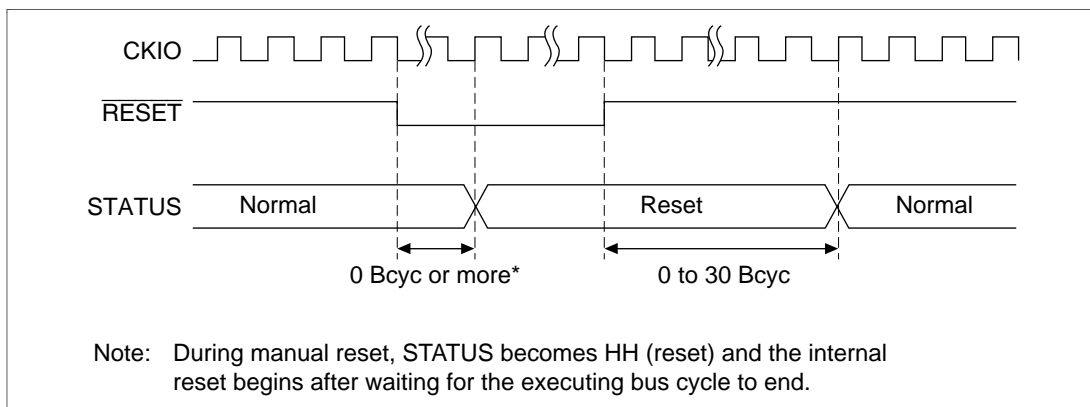 CKIO
RESET
STATUS Normal Reset Normal
0 Bcyc or more* 0 to 30 Bcyc
Note: During manual reset, STATUS becomes HH (reset) and the internal
reset begins after waiting for the executing bus cycle to end.